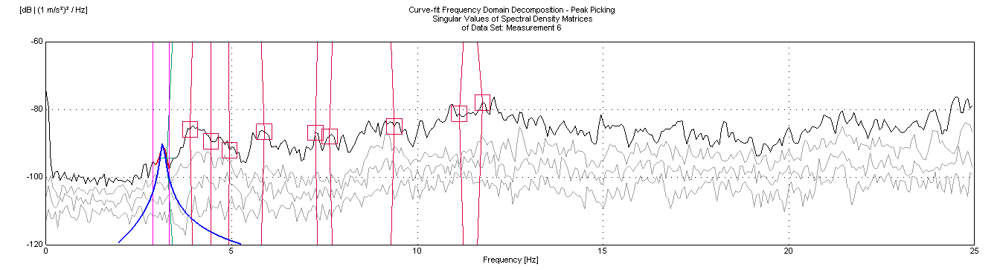 [dB | (1 m/s²)² / Hz]
Curve-fit Frequency Domain Decomposition - Peak Picking
Singular Values of Spectral Density Matrices
of Data Set: Measurement 6
-60
-80
-100
-120
0 5 10 15 20 25
Frequency [Hz]